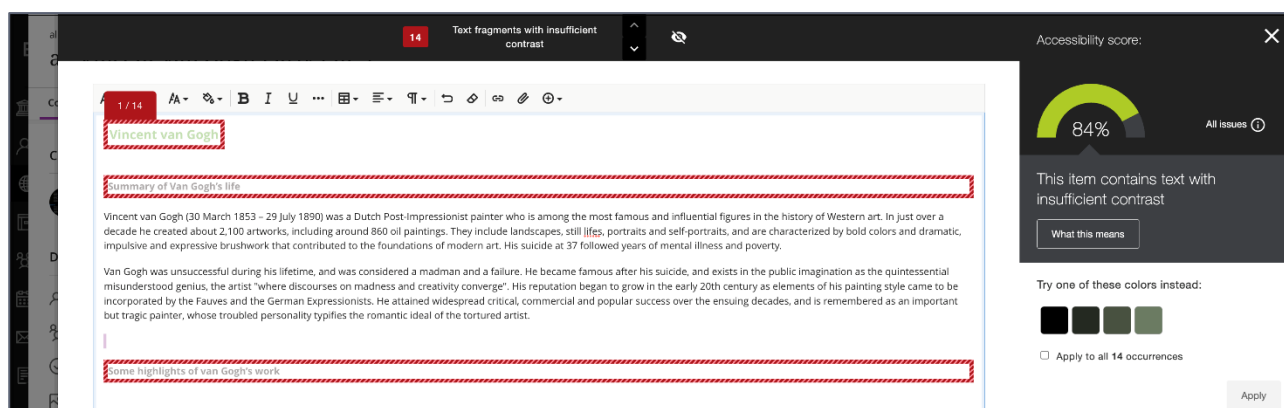 14
Text fragments with insufficient
contrast
Accessibility score:
84%
All issues
This item contains text with
insufficient contrast
What this means
Try one of these colors instead:
Apply to all 14 occurrences
Apply
1 / 14
Vincent van Gogh
Summary of Van Gogh's life
Vincent van Gogh (30 March 1853 – 29 July 1890) was a Dutch Post-Impressionist painter who is among the most famous and influential figures in the history of Western art. In just over a
decade he created about 2,100 artworks, including around 860 oil paintings. They include landscapes, still lifes, portraits and self-portraits, and are characterized by bold colors and dramatic,
impulsive and expressive brushwork that contributed to the foundations of modern art. His suicide at 37 followed years of mental illness and poverty.
Van Gogh was unsuccessful during his lifetime, and was considered a madman and a failure. He became famous after his suicide, and exists in the public imagination as the quintessential
misunderstood genius, the artist "where discourses on madness and creativity converge". His reputation began to grow in the early 20th century as elements of his painting style came to be
incorporated by the Fauves and the German Expressionists. He attained widespread critical, commercial and popular success over the ensuing decades, and is remembered as an important
but tragic painter, whose troubled personality typifies the romantic ideal of the tortured artist.
Some highlights of van Gogh's work